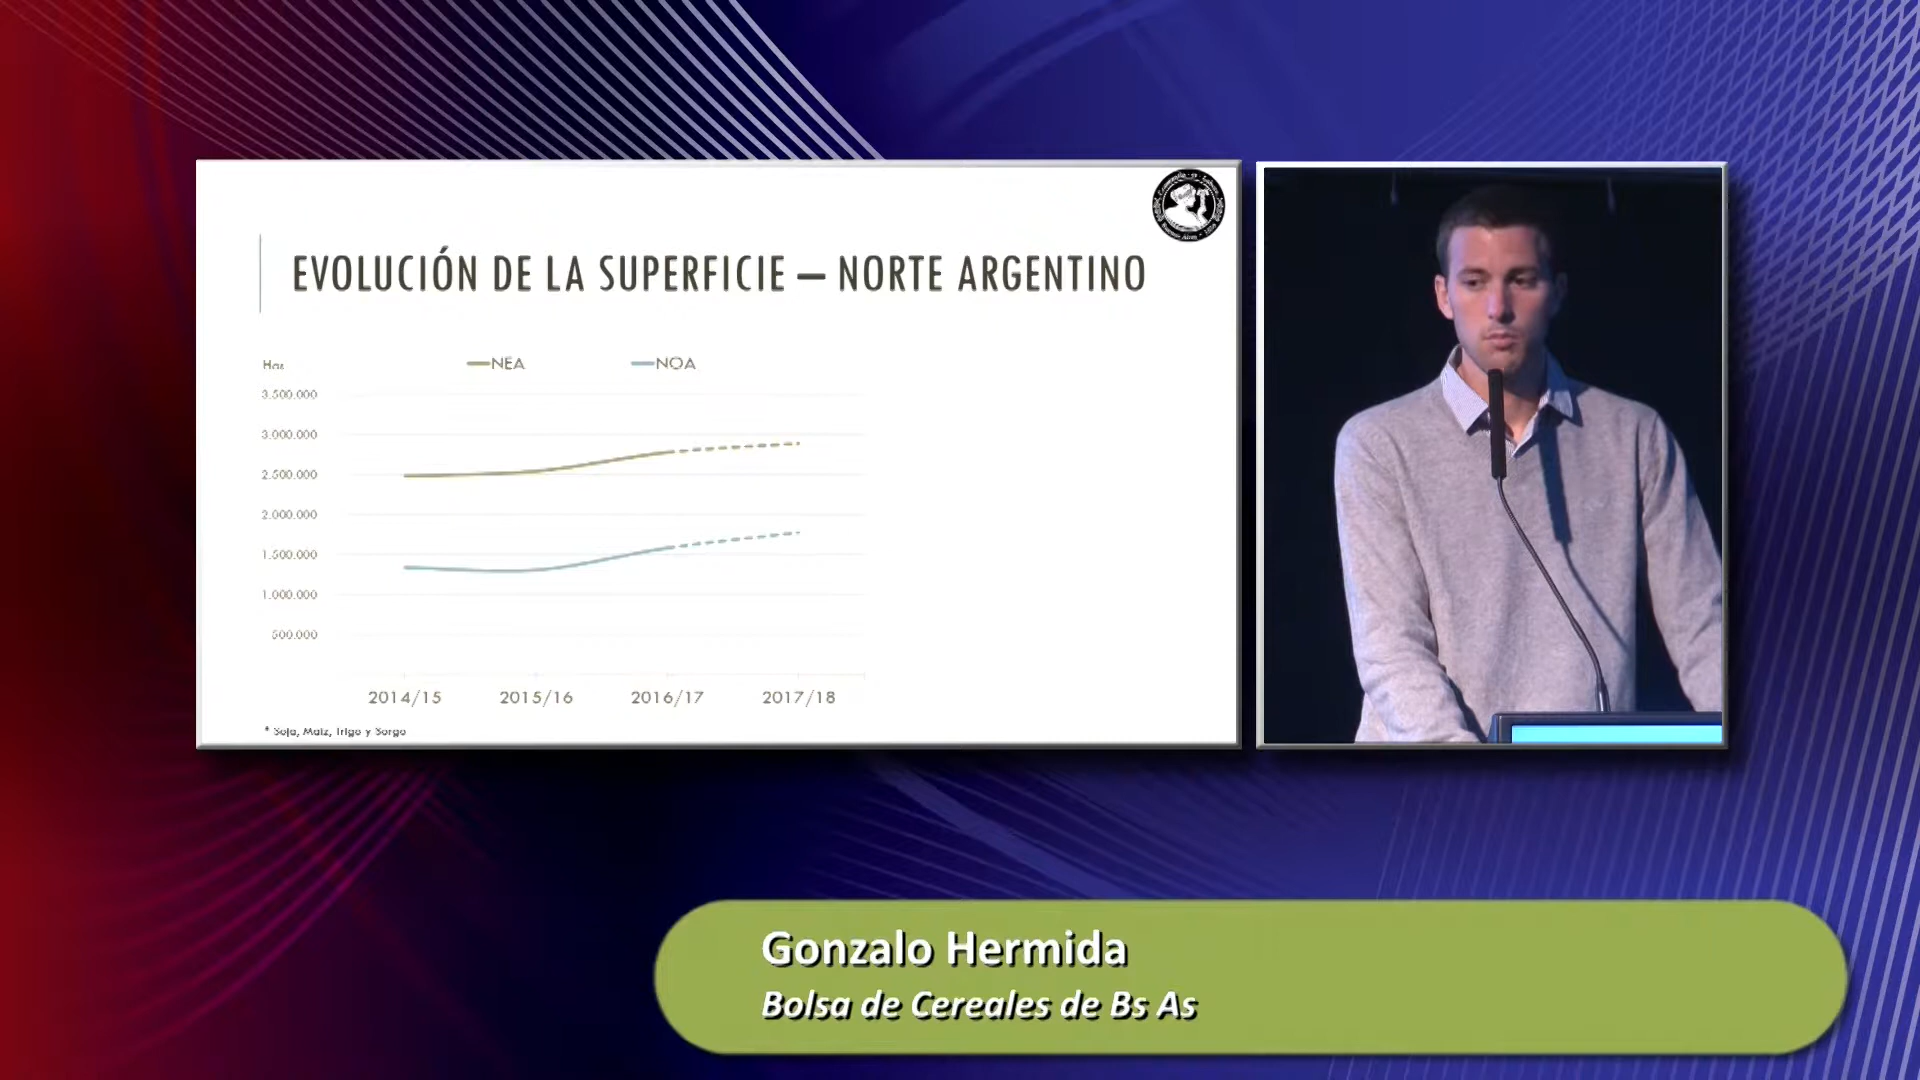 EVOLUCIÓN DE LA SUPERFICIE – NORTE ARGENTINO
Has
NEA
NOA
3.500.000
3.000.000
2.500.000
2.000.000
1.500.000
1.000.000
500.000
2014/15
2015/16
2016/17
2017/18
* Soja, Maiz, Trigo y Sorgo
Gonzalo Hermida
Bolsa de Cereales de Bs As